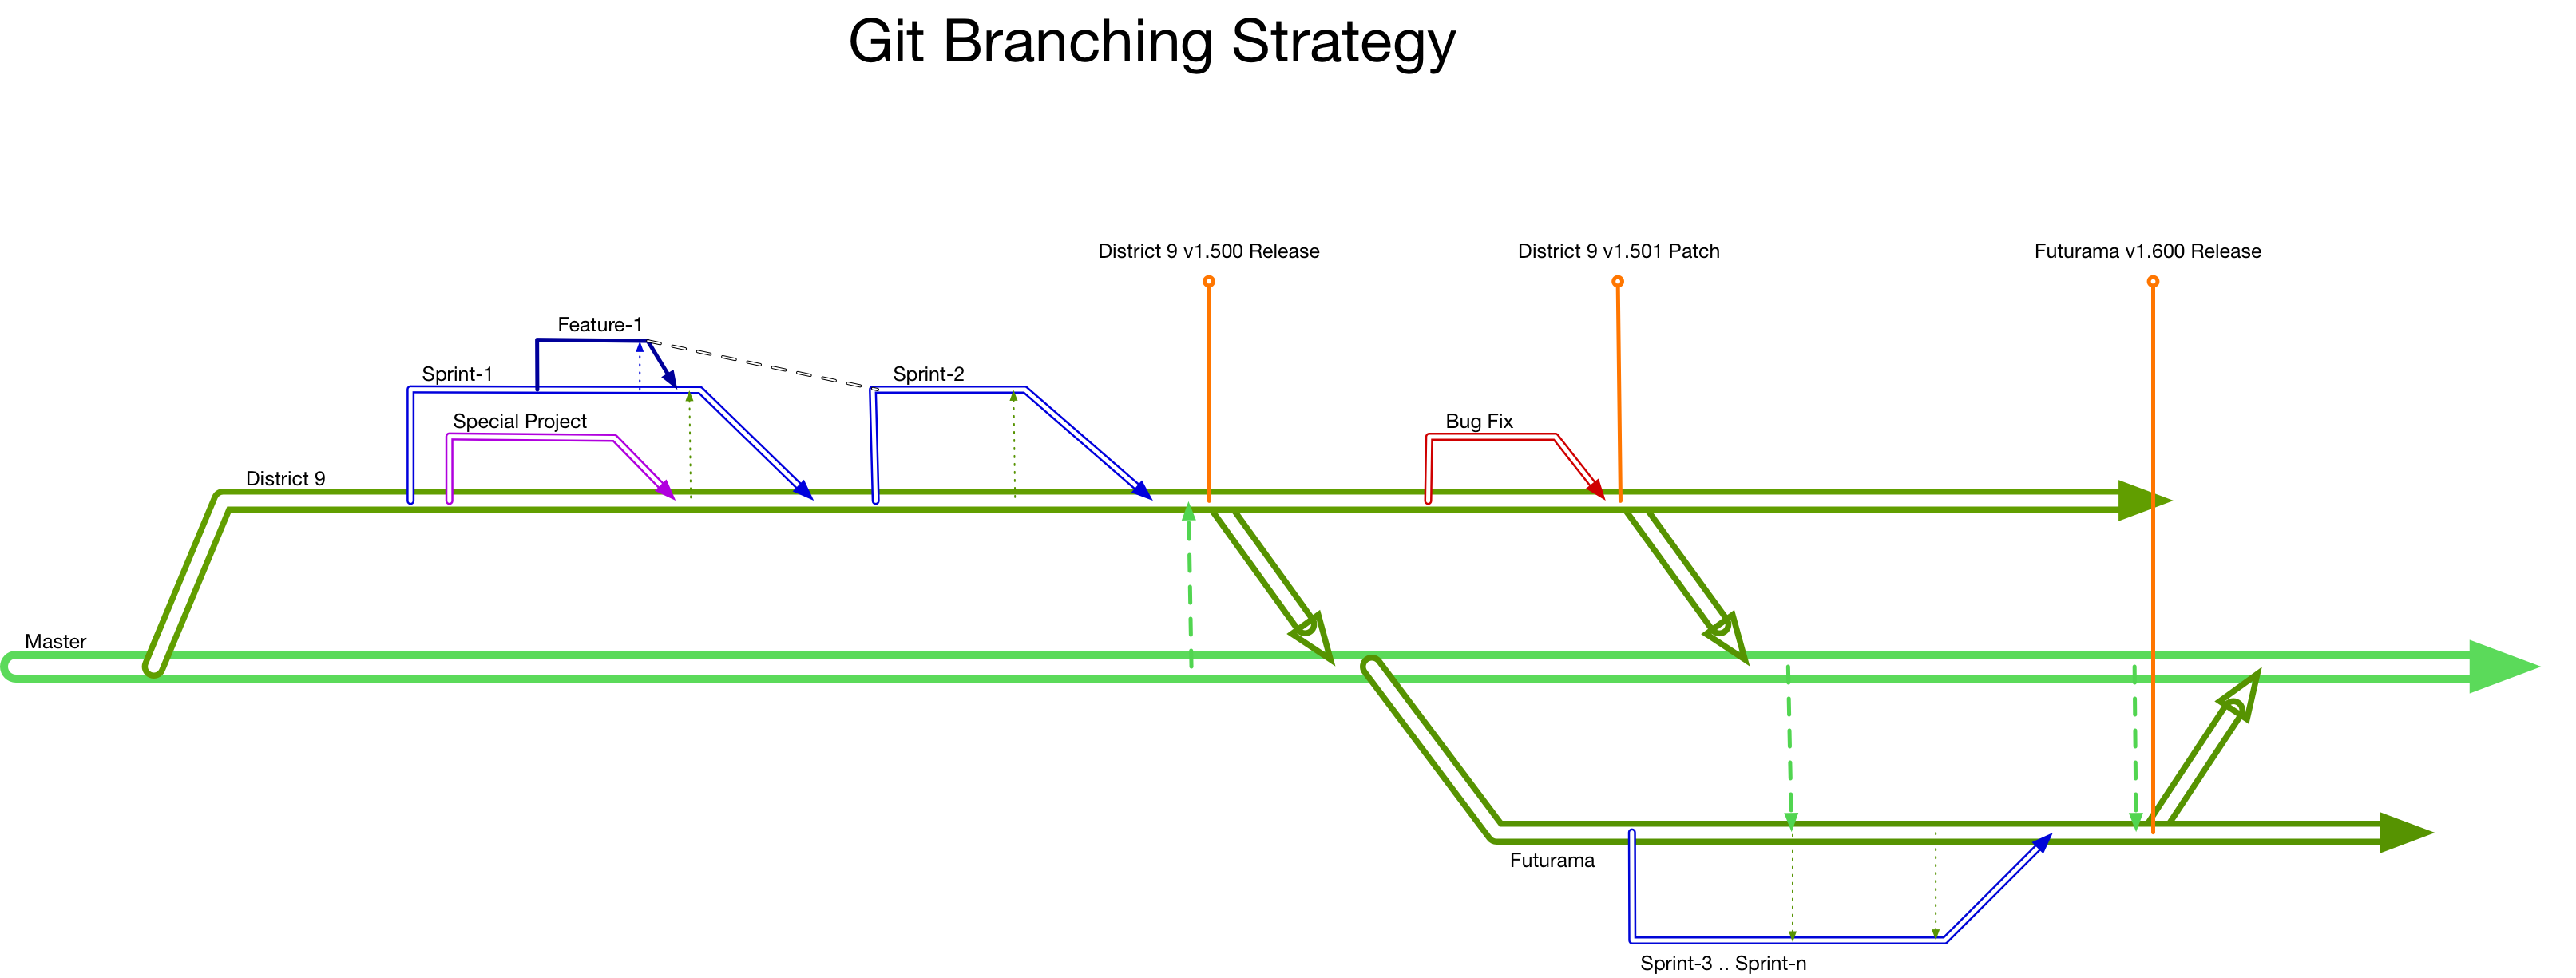 Git Branching Strategy
District 9 v1.500 Release
District 9 v1.501 Patch
Futurama v1.600 Release
Feature-1
Sprint-1
Sprint-2
Special Project
Bug Fix
District 9
Master
Futurama
Sprint-3 .. Sprint-n